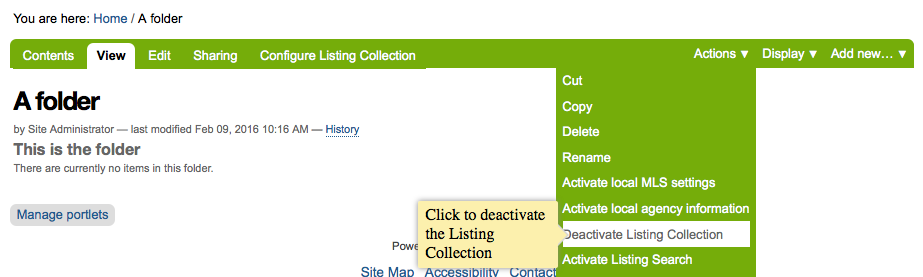 You are here: Home / A folder
Contents View Edit Sharing Configure Listing Collection Actions ▼ Display ▼ Add new… ▼
A folder
by Site Administrator — last modified Feb 09, 2016 10:16 AM — History
This is the folder
There are currently no items in this folder.
Manage portlets
Cut
Copy
Delete
Rename
Activate local MLS settings
Activate local agency information
Deactivate Listing Collection
Activate Listing Search
Click to deactivate
the Listing
Collection
Site Map Accessibility Contact